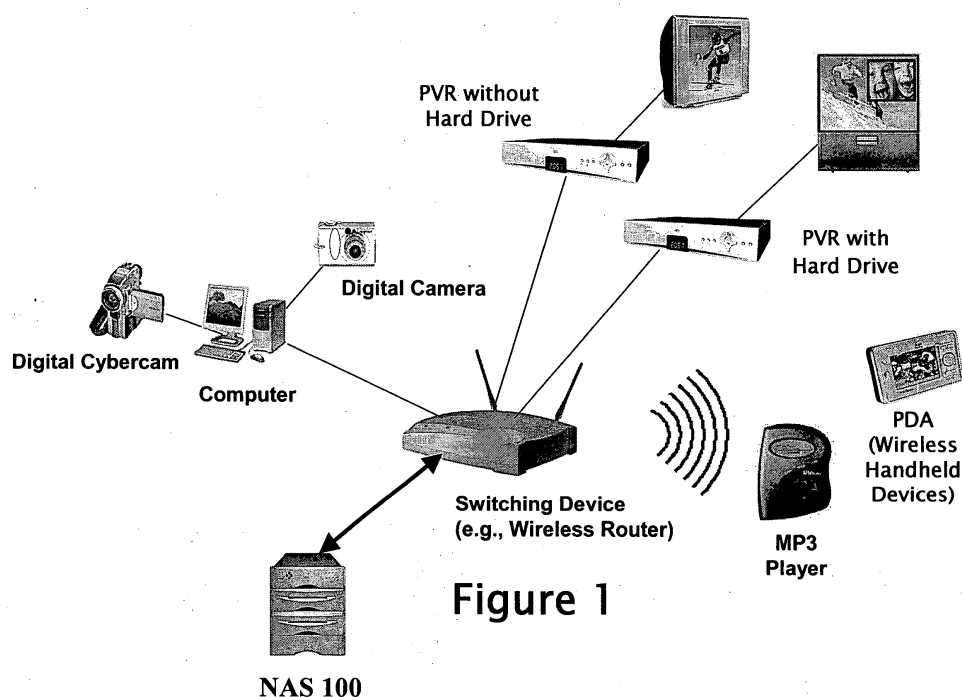 PVR without
Hard Drive
PVR with
Hard Drive
Digital Camera
Digital Cybercam
Computer
PDA
(Wireless
Handheld
Devices)
Switching Device
(e.g., Wireless Router)
MP3
Player
Figure 1
NAS 100